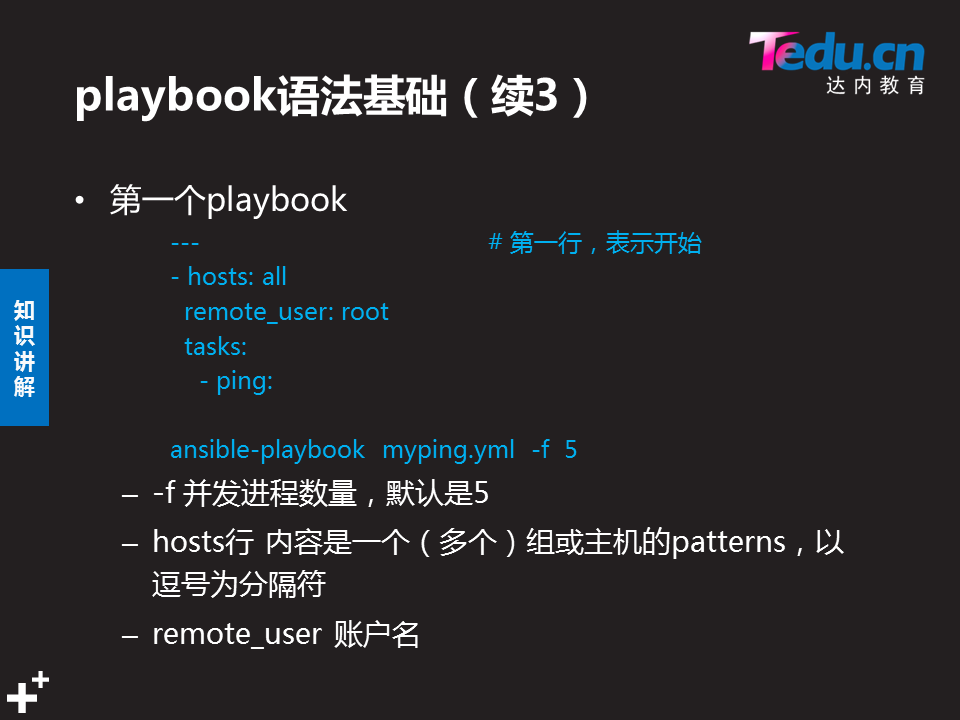 Tedu.cn
达内教育
playbook语法基础（续3）
• 第一个playbook
--- # 第一行，表示开始
- hosts: all
remote_user: root
tasks:
- ping:
知识讲解
ansible-playbook myping.yml -f 5
– -f 并发进程数量，默认是5
– hosts行 内容是一个（多个）组或主机的patterns，以
逗号为分隔符
– remote_user 账户名